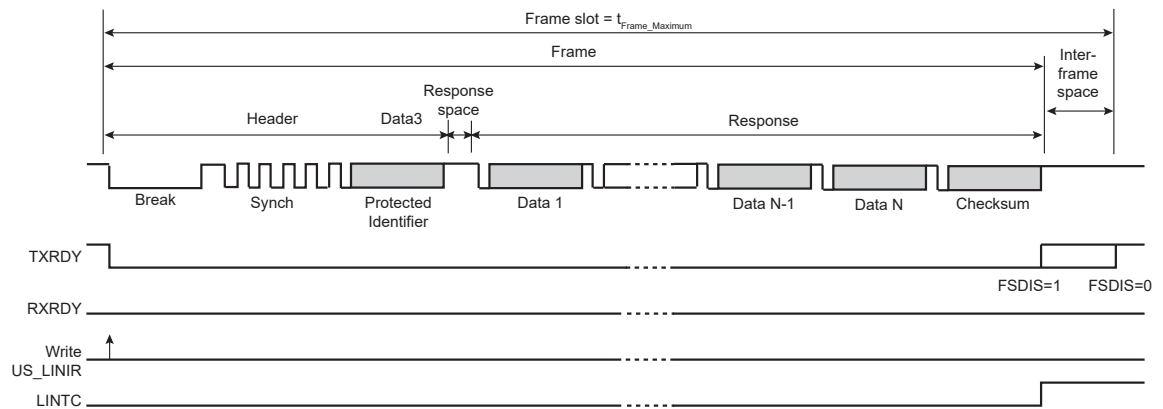 Frame slot = tFrame_Maximum
Frame
Inter-
frame
space
Response
space
Header
Data3
Response
Break
Synch
Protected
Identifier
Data 1
Data N-1
Data N
Checksum
TXRDY
FSDIS=1
FSDIS=0
RXRDY
Write
US_LINIR
LINTC